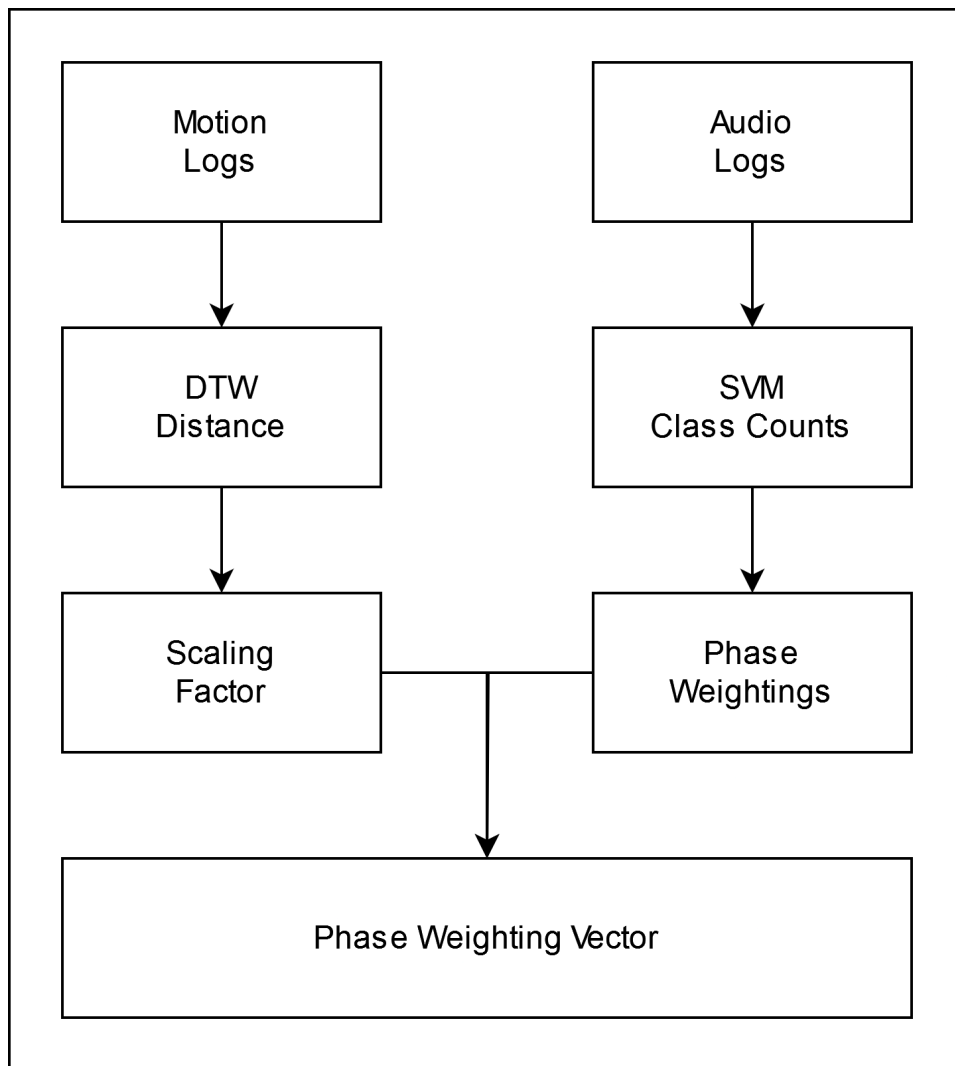 Motion
Logs
Audio
Logs
DTW
Distance
SVM
Class Counts
Scaling
Factor
Phase
Weightings
Phase Weighting Vector